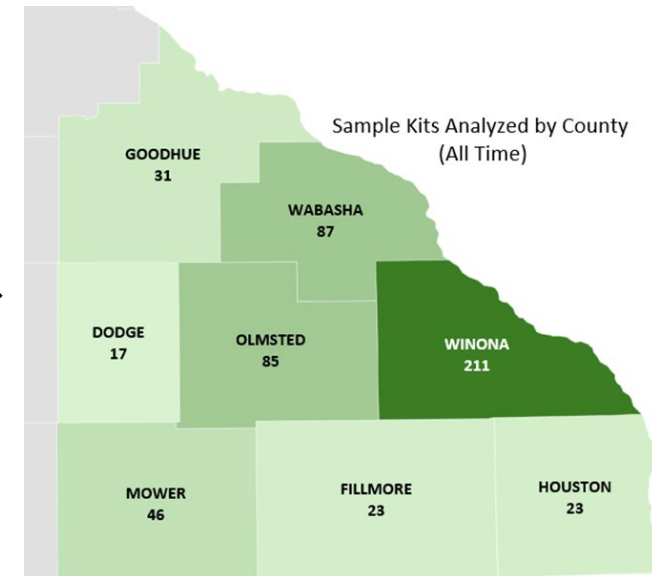 Sample Kits Analyzed by County
(All Time)
GOODHUE
31
WABASHA
87
DODGE
17
OLMSTED
85
WINONA
211
MOWER
46
FILLMORE
23
HOUSTON
23